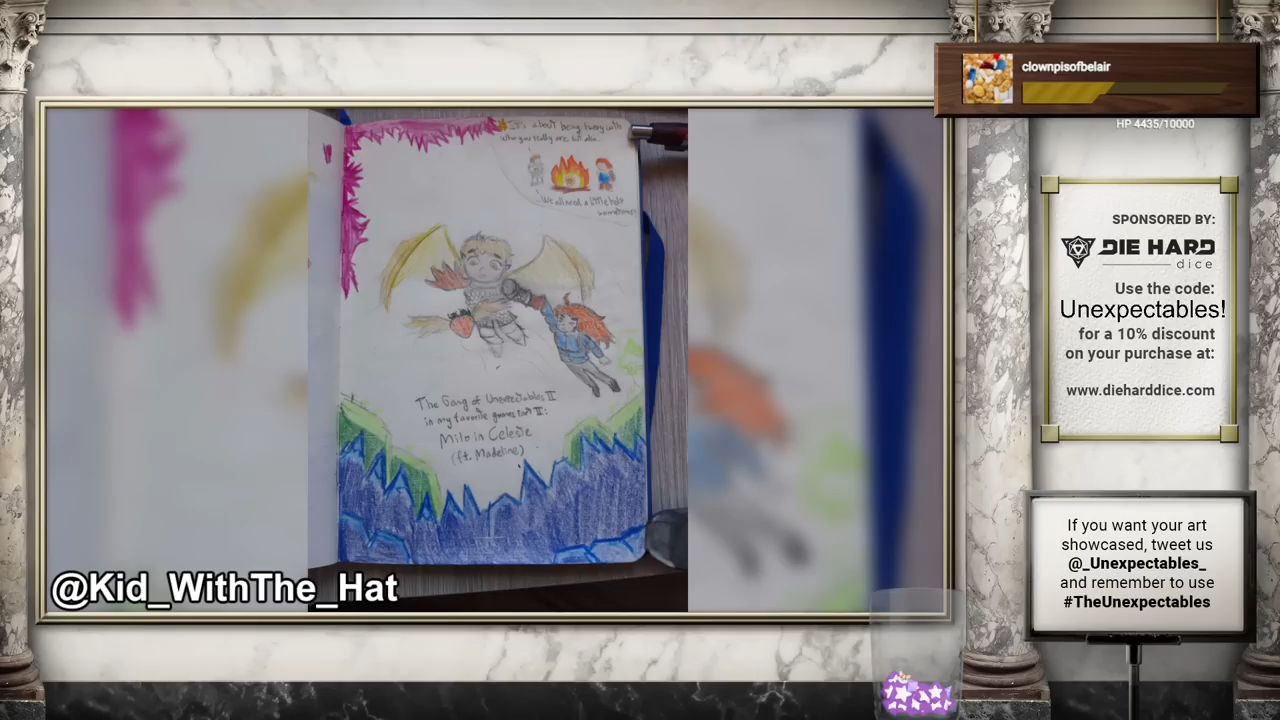 clownpisofbelair
HP 4435/10000
It's about being happy with
who you really are, but also...
We all need a little help
sometimes
The Gang of Unexpectables II
in my favorite games
Milo in Celeste
(ft. Madeline)
@Kid_WithThe_Hat
SPONSORED BY:
DIE HARD
dice
Use the code:
Unexpectables!
for a 10% discount
on your purchase at:
www.dieharddice.com
If you want your art
showcased, tweet us
@_Unexpectables_
and remember to use
#TheUnexpectables